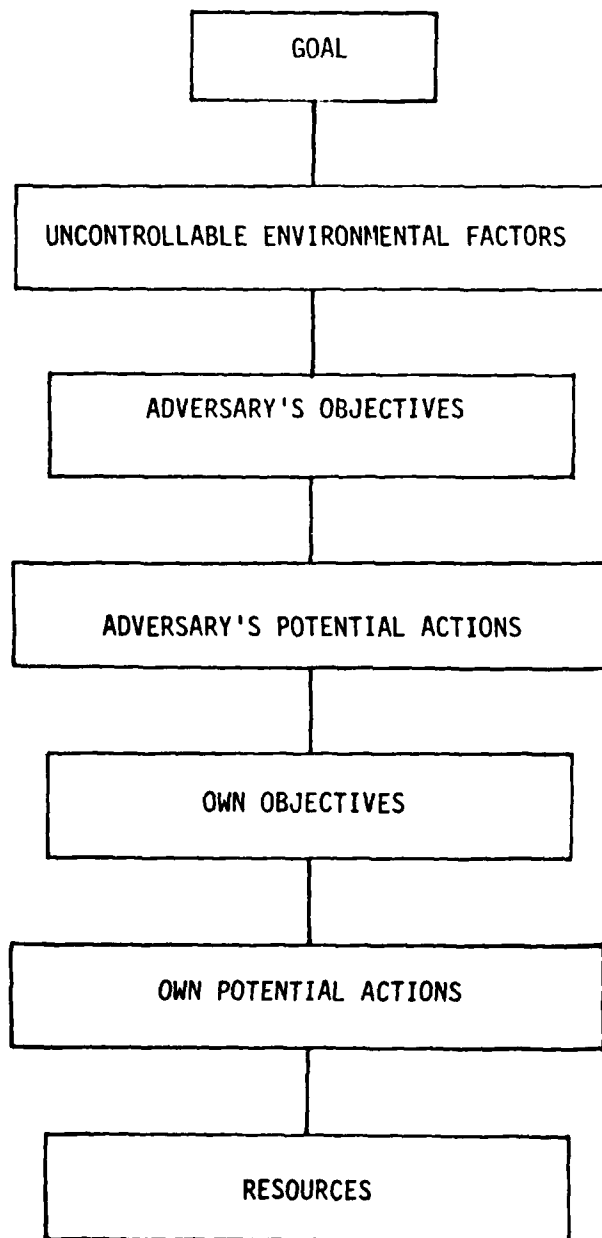 GOAL
UNCONTROLLABLE ENVIRONMENTAL FACTORS
ADVERSARY'S OBJECTIVES
ADVERSARY'S POTENTIAL ACTIONS
OWN OBJECTIVES
OWN POTENTIAL ACTIONS
RESOURCES